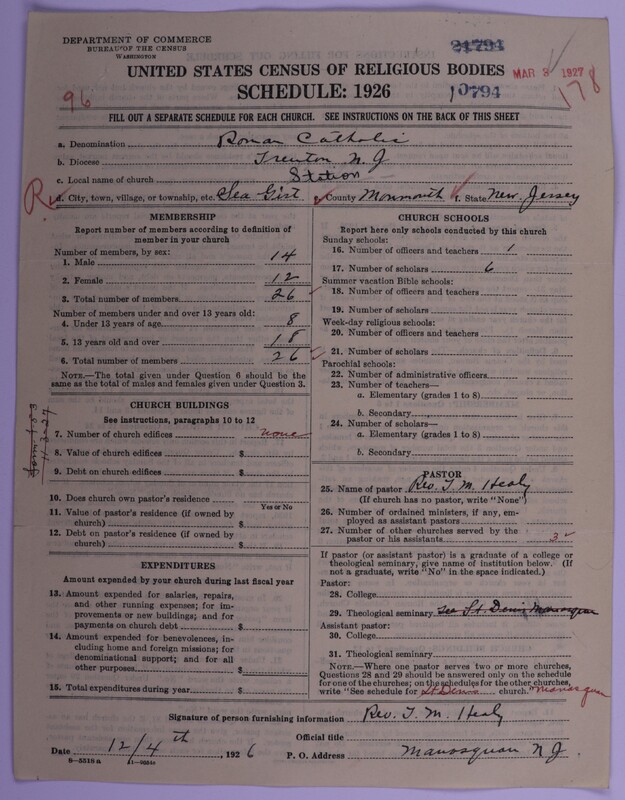 DEPARTMENT OF COMMERCE
BUREAU OF THE CENSUS
WASHINGTON
21794
UNITED STATES CENSUS OF RELIGIOUS BODIES
MAR 3 1927
SCHEDULE: 1926
10794
178
96
FILL OUT A SEPARATE SCHEDULE FOR EACH CHURCH. SEE INSTRUCTIONS ON THE BACK OF THIS SHEET
a. Denomination Roman Catholic
b. Diocese Trenton N. J
c. Local name of church Station
R
d. City, town, village, or township, etc. Sea Girt e. County Monmouth f. State New Jersey
MEMBERSHIP
Report number of members according to definition of
member in your church
Number of members, by sex:
1. Male 14
2. Female 12
3. Total number of members 26
Number of members under and over 13 years old:
4. Under 13 years of age 8
5. 13 years old and over 18
6. Total number of members 26
NOTE.—The total given under Question 6 should be
the same as the total of males and females given under Question 3.
CHURCH BUILDINGS
See instructions, paragraphs 10 to 12
7. Number of church edifices none
8. Value of church edifices $
9. Debt on church edifices $
10. Does church own pastor's residence
Yes or No
11. Value of pastor's residence (if owned by
church) $
12. Debt on pastor's residence (if owned by
church) $
Form 453
11-3-27
EXPENDITURES
Amount expended by your church during last fiscal year
13. Amount expended for salaries, repairs,
and other running expenses; for im-
provements or new buildings; and for
payments on church debt $
14. Amount expended for benevolences, in-
cluding home and foreign missions; for
denominational support; and for all
other purposes $
15. Total expenditures during year $
CHURCH SCHOOLS
Report here only schools conducted by this church
Sunday schools:
16. Number of officers and teachers 1
17. Number of scholars 6
Summer vacation Bible schools:
18. Number of officers and teachers
19. Number of scholars
Week-day religious schools:
20. Number of officers and teachers
21. Number of scholars
Parochial schools:
22. Number of administrative officers
23. Number of teachers—
a. Elementary (grades 1 to 8)
b. Secondary
24. Number of scholars—
a. Elementary (grades 1 to 8)
b. Secondary
PASTOR
25. Name of pastor Rev. T. M. Healy
(If church has no pastor, write "None")
26. Number of ordained ministers, if any, em-
ployed as assistant pastors
27. Number of other churches served by the
pastor or his assistants 3
If pastor (or assistant pastor) is a graduate of a college or
theological seminary, give name of institution below. (If
not a graduate, write "No" in the space indicated.)
Pastor:
28. College
29. Theological seminary see St. Denis Manasquan
Assistant pastor:
30. College
31. Theological seminary
NOTE.—Where one pastor serves two or more churches,
Questions 28 and 29 should be answered only on the schedule
for one of the churches; on the schedules for the other churches,
write "See schedule for St Denis church." Manasquan
Signature of person furnishing information Rev. T. M. Healy
Official title
Date 12/4th, 1926 P. O. Address Manasquan N J
8—5518 a